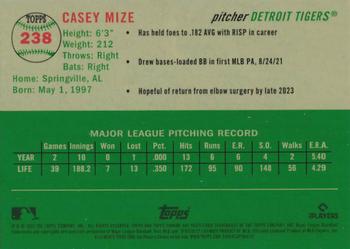 TOPPS
238
CASEY MIZE
pitcher DETROIT TIGERS®
Height: 6'3"
Weight: 212
Throws: Right
Bats: Right
Home: Springville, AL
Born: May 1, 1997
• Has held foes to .182 AVG with RISP in career
• Drew bases-loaded BB in first MLB PA, 8/24/21
• Hopeful of return from elbow surgery by late 2023
MAJOR LEAGUE PITCHING RECORD
Games Innings Won Lost Pct. Hits Runs E.R. S.O. Walks E.R.A.
YEAR 2 10 0 1 .000 13 6 6 4 2 5.40
LIFE 39 188.2 7 13 .350 172 95 90 148 56 4.29
Topps
PLAYERS